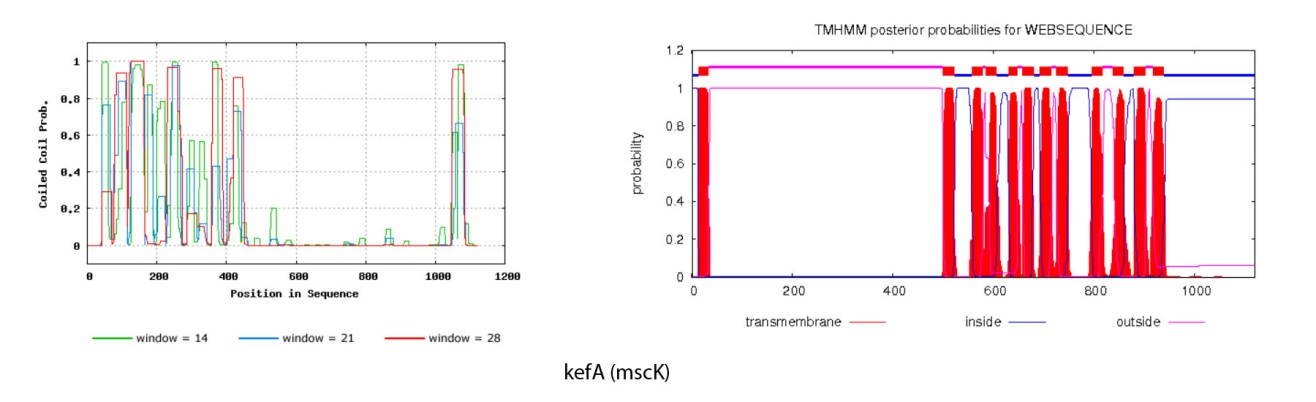 TMHMM posterior probabilities for WEBSEQUENCE
Coiled Coil Prob.
1
0.8
0.6
0.4
0.2
0
0 200 400 600 800 1000 1200
Position in Sequence
window = 14 window = 21 window = 28
probability
1.2
1
0.8
0.6
0.4
0.2
0
0 200 400 600 800 1000
transmembrane inside outside
kefA (mscK)